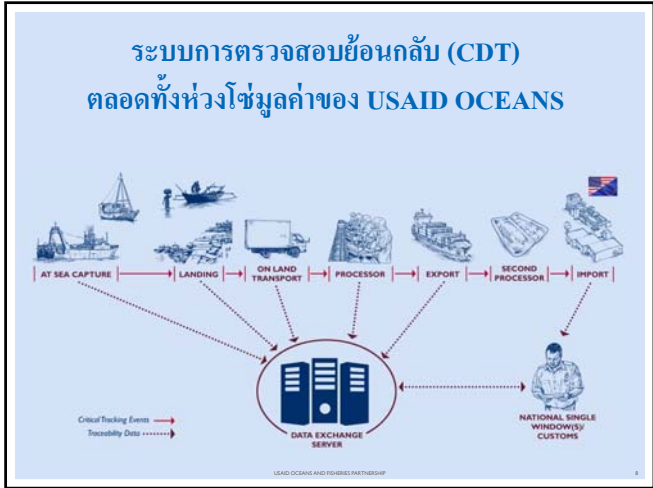 ระบบการตรวจสอบย้อนกลับ (CDT)
ตลอดทั้งห่วงโซ่มูลค่าของ USAID OCEANS
AT SEA CAPTURE
LANDING
ON LAND
TRANSPORT
PROCESSOR
EXPORT
SECOND
PROCESSOR
IMPORT
Critical Tracking Events
Traceability Data
DATA EXCHANGE
SERVER
NATIONAL SINGLE
WINDOW(S)/
CUSTOMS
USAID OCEANS AND FISHERIES PARTNERSHIP